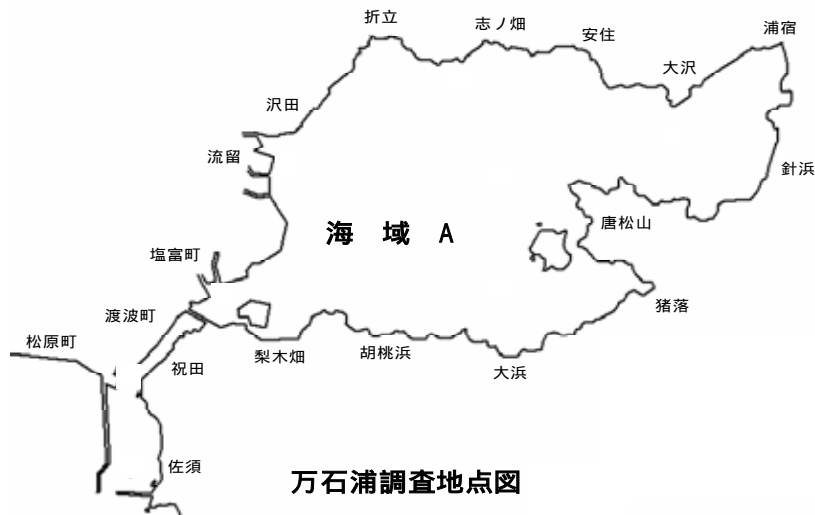 折立
志ノ畑
安住
浦宿
大沢
沢田
流留
針浜
唐松山
海 域 A
塩富町
猪落
渡波町
松原町
祝田
梨木畑
胡桃浜
大浜
佐須
万石浦調査地点図